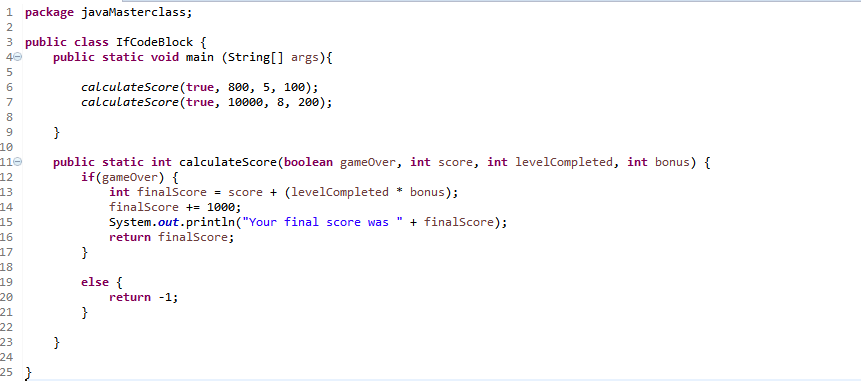 1 package javaMasterclass;
2
3 public class IfCodeBlock {
4 public static void main (String[] args){
5
6 calculateScore(true, 800, 5, 100);
7 calculateScore(true, 10000, 8, 200);
8
9 }
10
11 public static int calculateScore(boolean gameOver, int score, int levelCompleted, int bonus) {
12 if(gameOver) {
13 int finalScore = score + (levelCompleted * bonus);
14 finalScore += 1000;
15 System.out.println("Your final score was " + finalScore);
16 return finalScore;
17 }
18
19 else {
20 return -1;
21 }
22
23 }
24
25 }